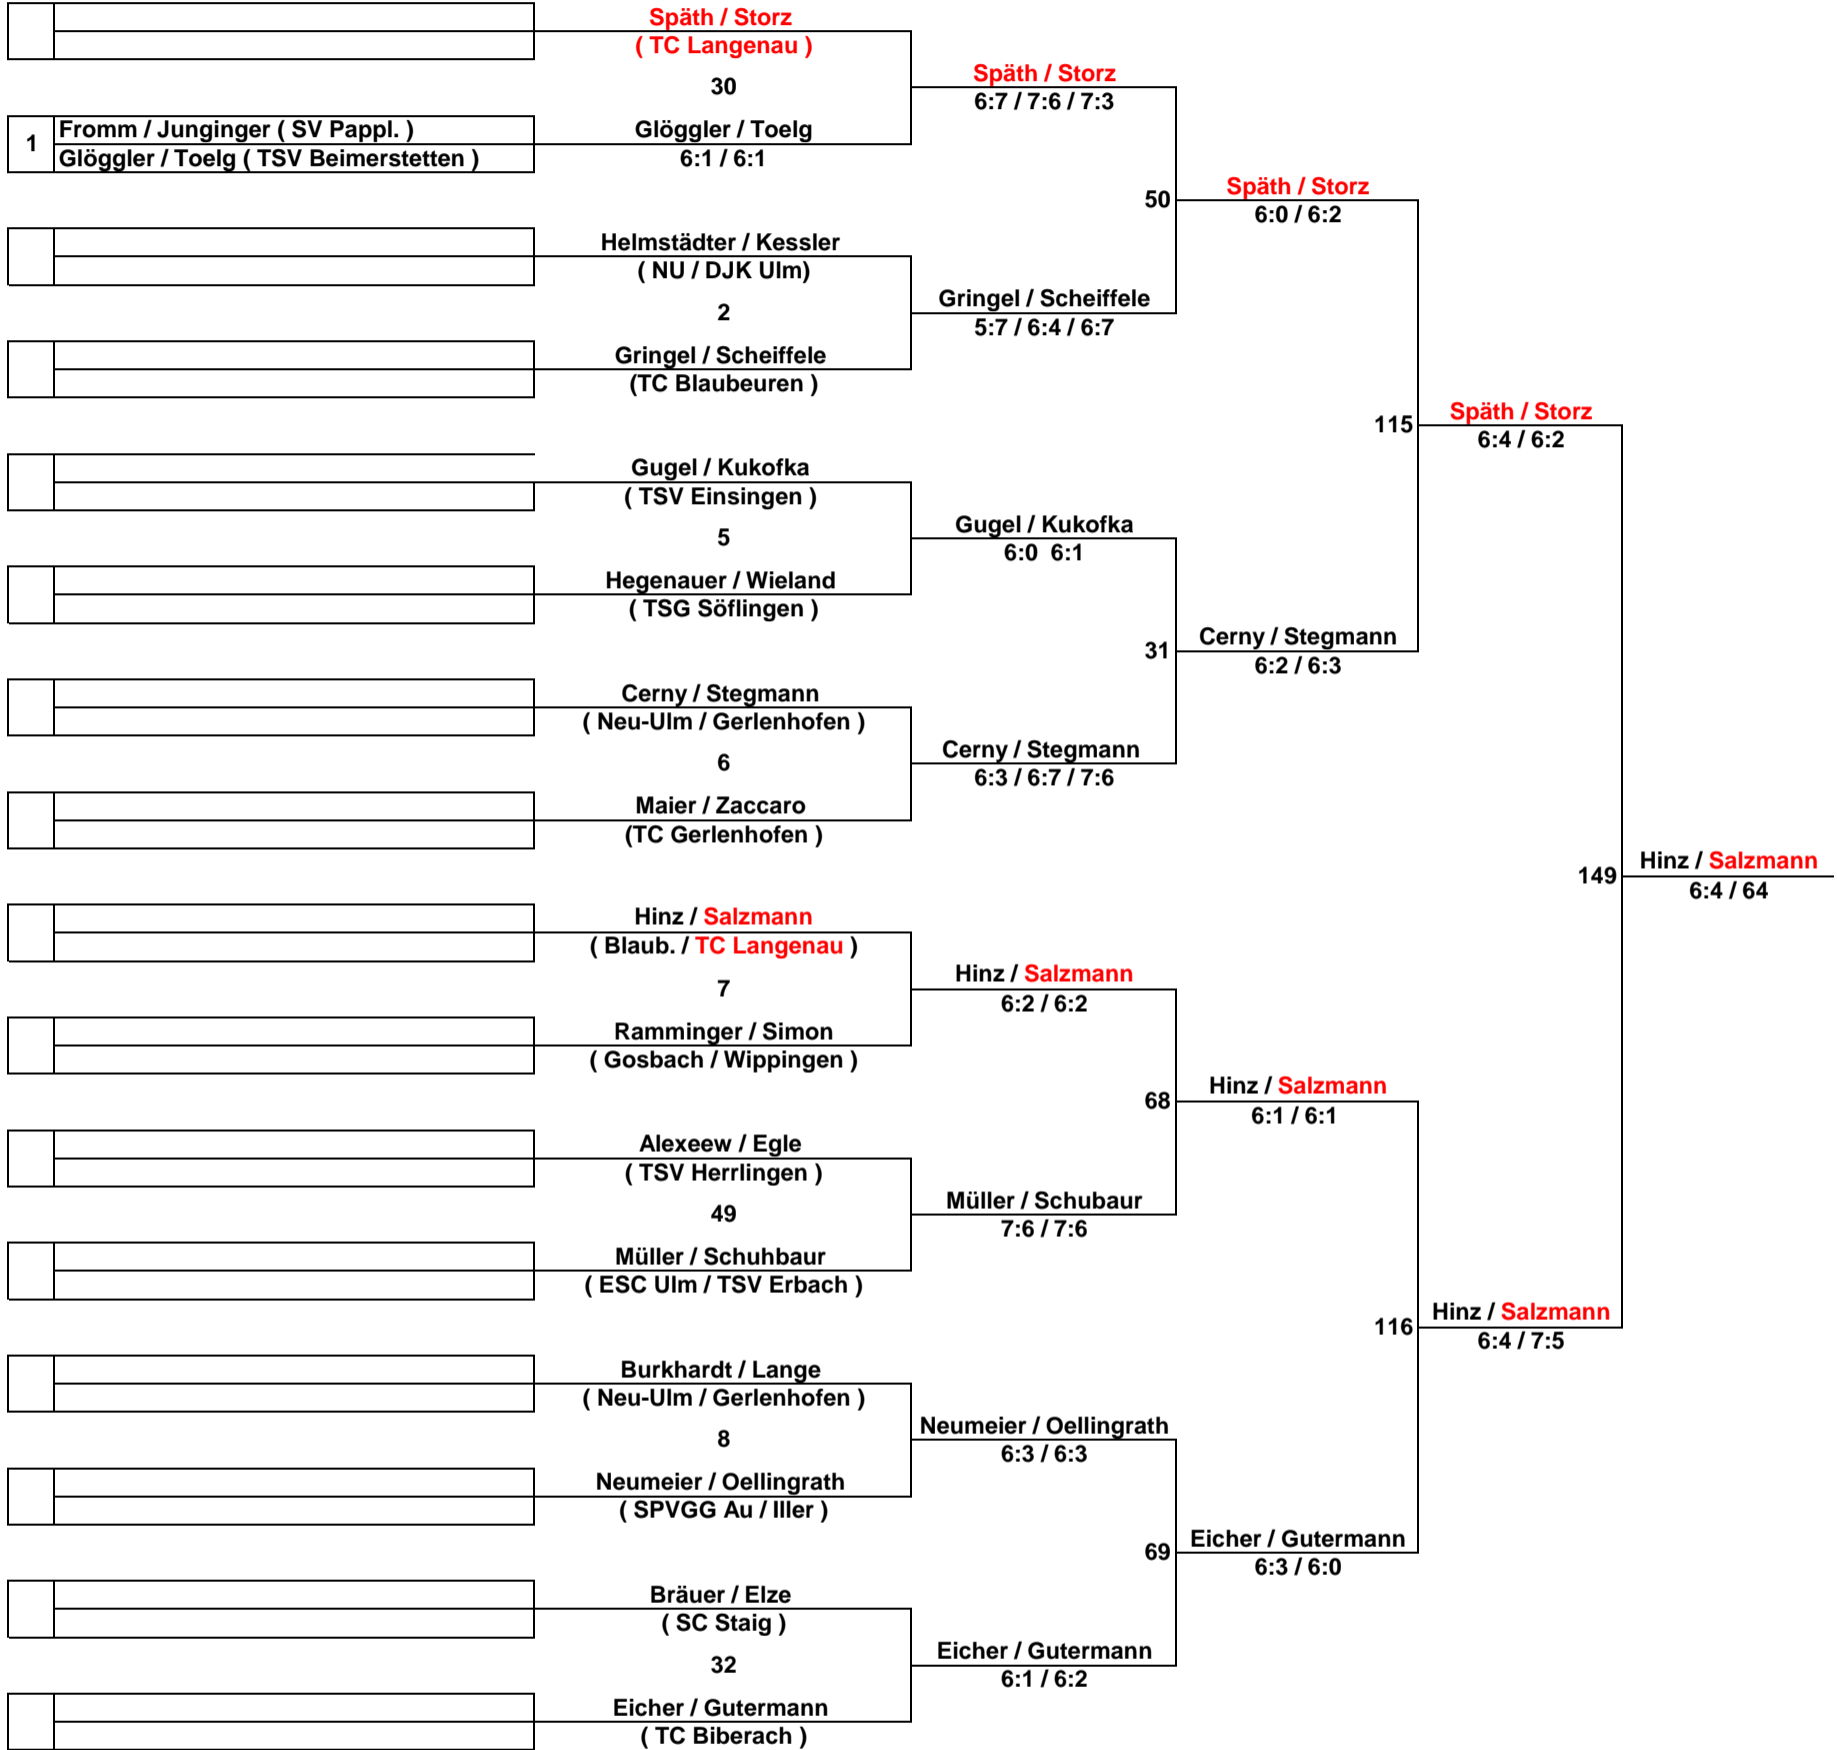 Späth / Storz
( TC Langenau )
30
Späth / Storz
6:7 / 7:6 / 7:3
1
Fromm / Junginger ( SV Pappl. )
Glöggler / Toelg ( TSV Beimerstetten )
Glöggler / Toelg
6:1 / 6:1
50
Späth / Storz
6:0 / 6:2
Helmstädter / Kessler
( NU / DJK Ulm)
2
Gringel / Scheiffele
5:7 / 6:4 / 6:7
Gringel / Scheiffele
(TC Blaubeuren )
115
Späth / Storz
6:4 / 6:2
Gugel / Kukofka
( TSV Einsingen )
5
Gugel / Kukofka
6:0  6:1
Hegenauer / Wieland
( TSG Söflingen )
31
Cerny / Stegmann
6:2 / 6:3
Cerny / Stegmann
( Neu-Ulm / Gerlenhofen )
6
Cerny / Stegmann
6:3 / 6:7 / 7:6
Maier / Zaccaro
(TC Gerlenhofen )
149
Hinz / Salzmann
6:4 / 64
Hinz / Salzmann
( Blaub. / TC Langenau )
7
Hinz / Salzmann
6:2 / 6:2
Ramminger / Simon
( Gosbach / Wippingen )
68
Hinz / Salzmann
6:1 / 6:1
Alexeew / Egle
( TSV Herrlingen )
49
Müller / Schubaur
7:6 / 7:6
Müller / Schuhbaur
( ESC Ulm / TSV Erbach )
116
Hinz / Salzmann
6:4 / 7:5
Burkhardt / Lange
( Neu-Ulm / Gerlenhofen )
8
Neumeier / Oellingrath
6:3 / 6:3
Neumeier / Oellingrath
( SPVGG Au / Iller )
69
Eicher / Gutermann
6:3 / 6:0
Bräuer / Elze
( SC Staig )
32
Eicher / Gutermann
6:1 / 6:2
Eicher / Gutermann
( TC Biberach )